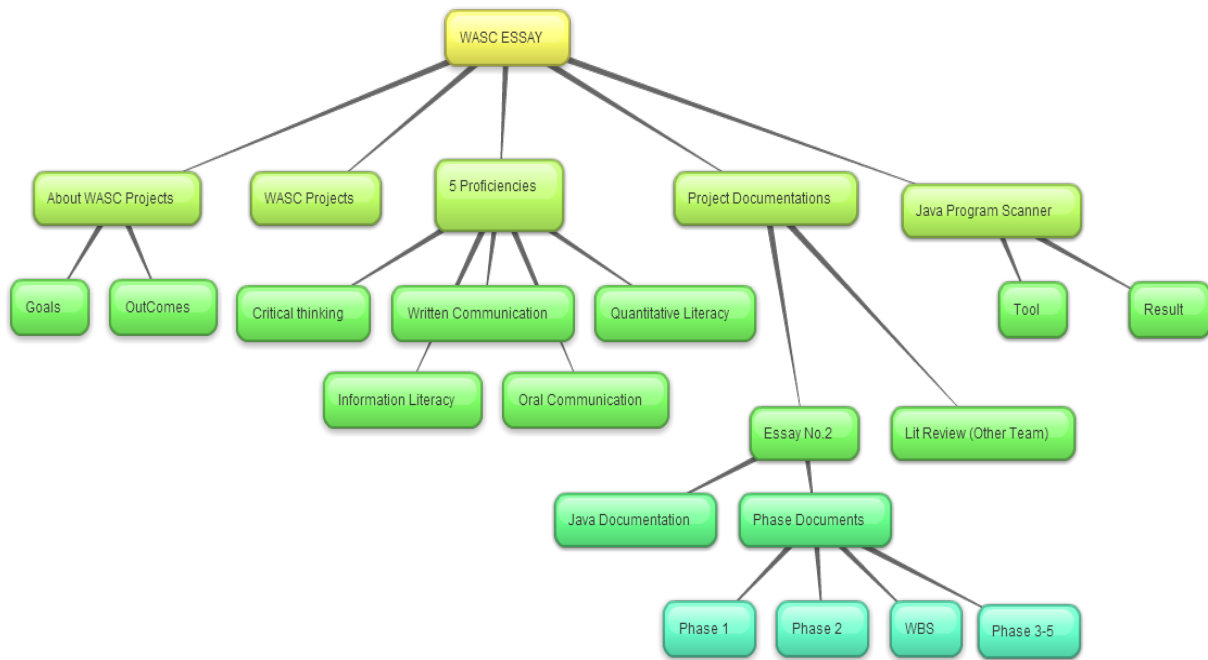 WASC ESSAY
About WASC Projects
WASC Projects
5 Proficiencies
Project Documentations
Java Program Scanner
Goals
OutComes
Critical thinking
Written Communication
Quantitative Literacy
Tool
Result
Information Literacy
Oral Communication
Essay No.2
Lit Review (Other Team)
Java Documentation
Phase Documents
Phase 1
Phase 2
WBS
Phase 3-5